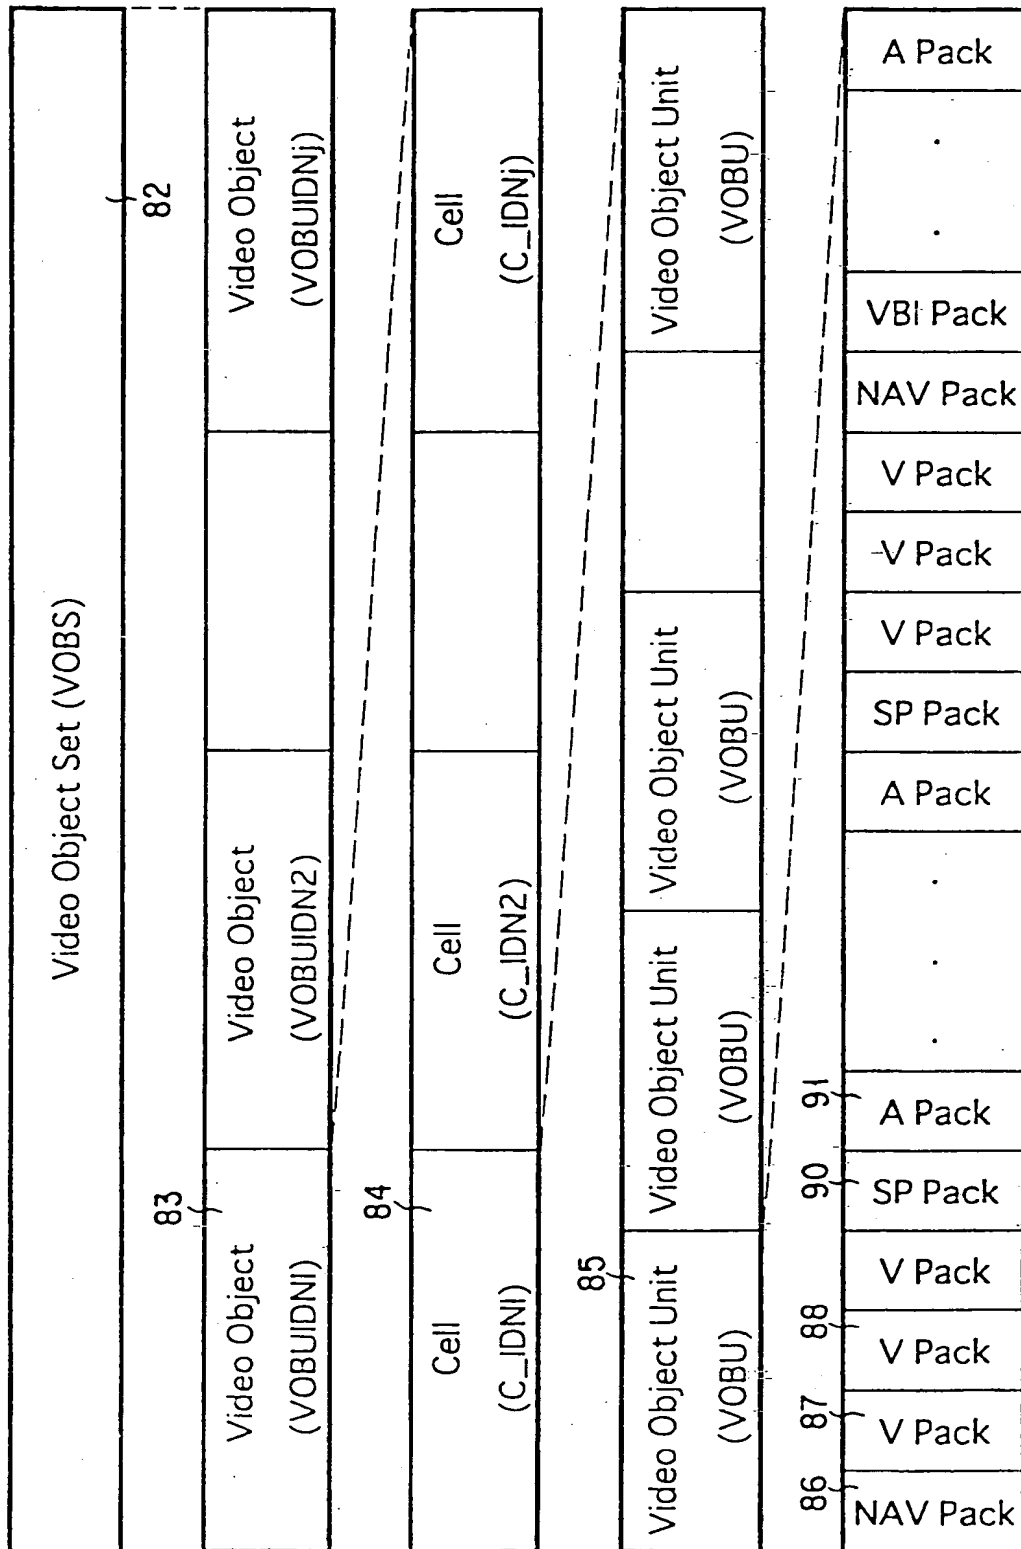 Video Object Set (VOBS)
82
83
Video Object
(VOBUIDN1)
Video Object
(VOBUIDN2)
Video Object
(VOBUIDNj)
84
Cell
(C_IDN1)
Cell
(C_IDN2)
Cell
(C_IDNj)
85
Video Object Unit
(VOBU)
Video Object Unit
(VOBU)
Video Object Unit
(VOBU)
Video Object Unit
(VOBU)
86
87
88
90
91
NAV Pack
V Pack
V Pack
V Pack
SP Pack
A Pack
. . .
A Pack
SP Pack
V Pack
V Pack
V Pack
NAV Pack
VBI Pack
. .
A Pack